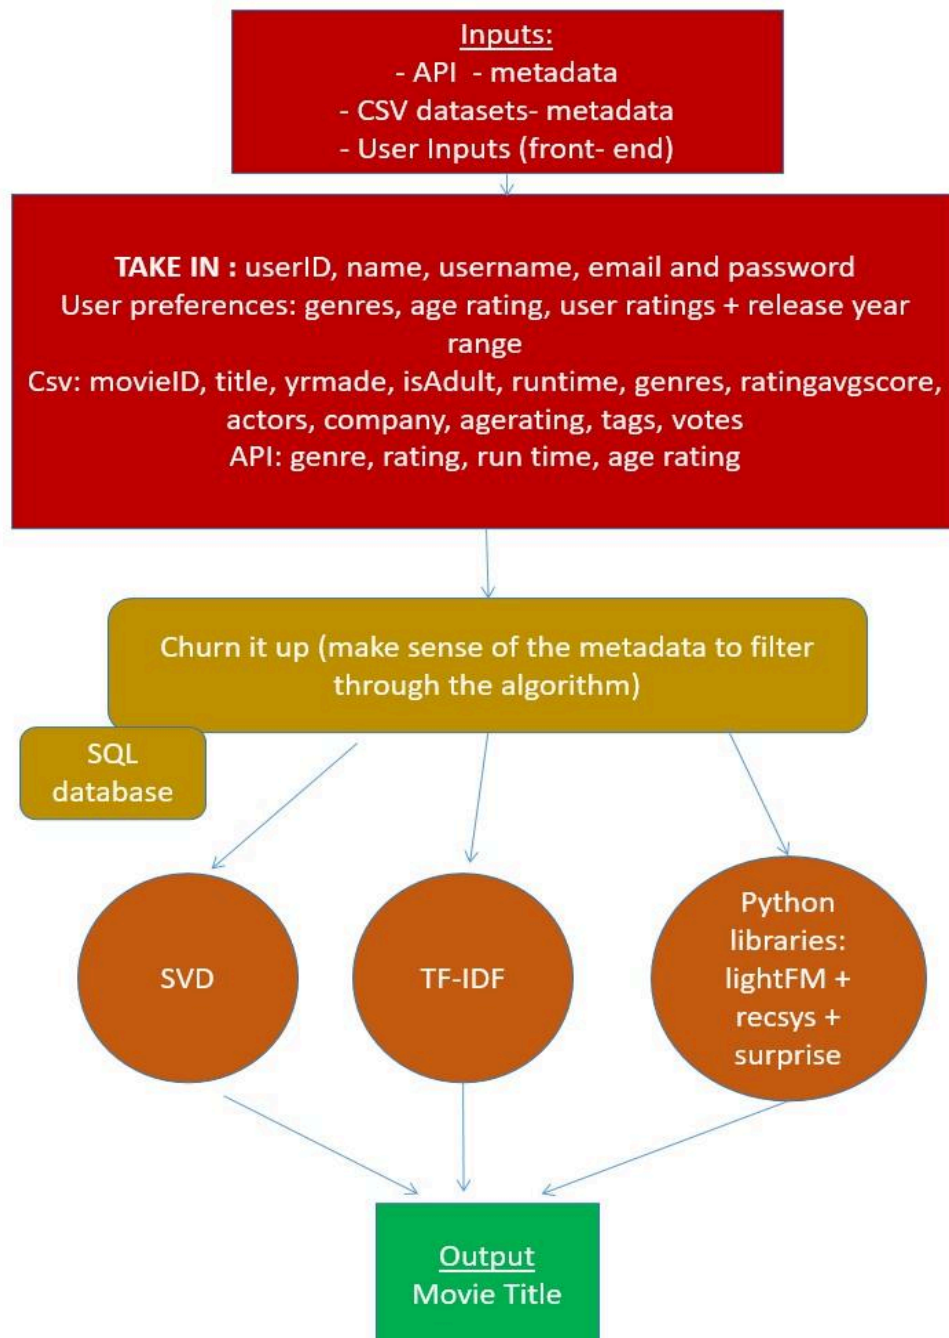 Inputs:
- API  - metadata
- CSV datasets- metadata
- User Inputs (front- end)
TAKE IN : userID, name, username, email and password
User preferences: genres, age rating, user ratings + release year
range
Csv: movieID, title, yrmade, isAdult, runtime, genres, ratingavgscore,
actors, company, agerating, tags, votes
API: genre, rating, run time, age rating
Churn it up (make sense of the metadata to filter
through the algorithm)
SQL
database
SVD
TF-IDF
Python
libraries:
lightFM +
recsys +
surprise
Output
Movie Title